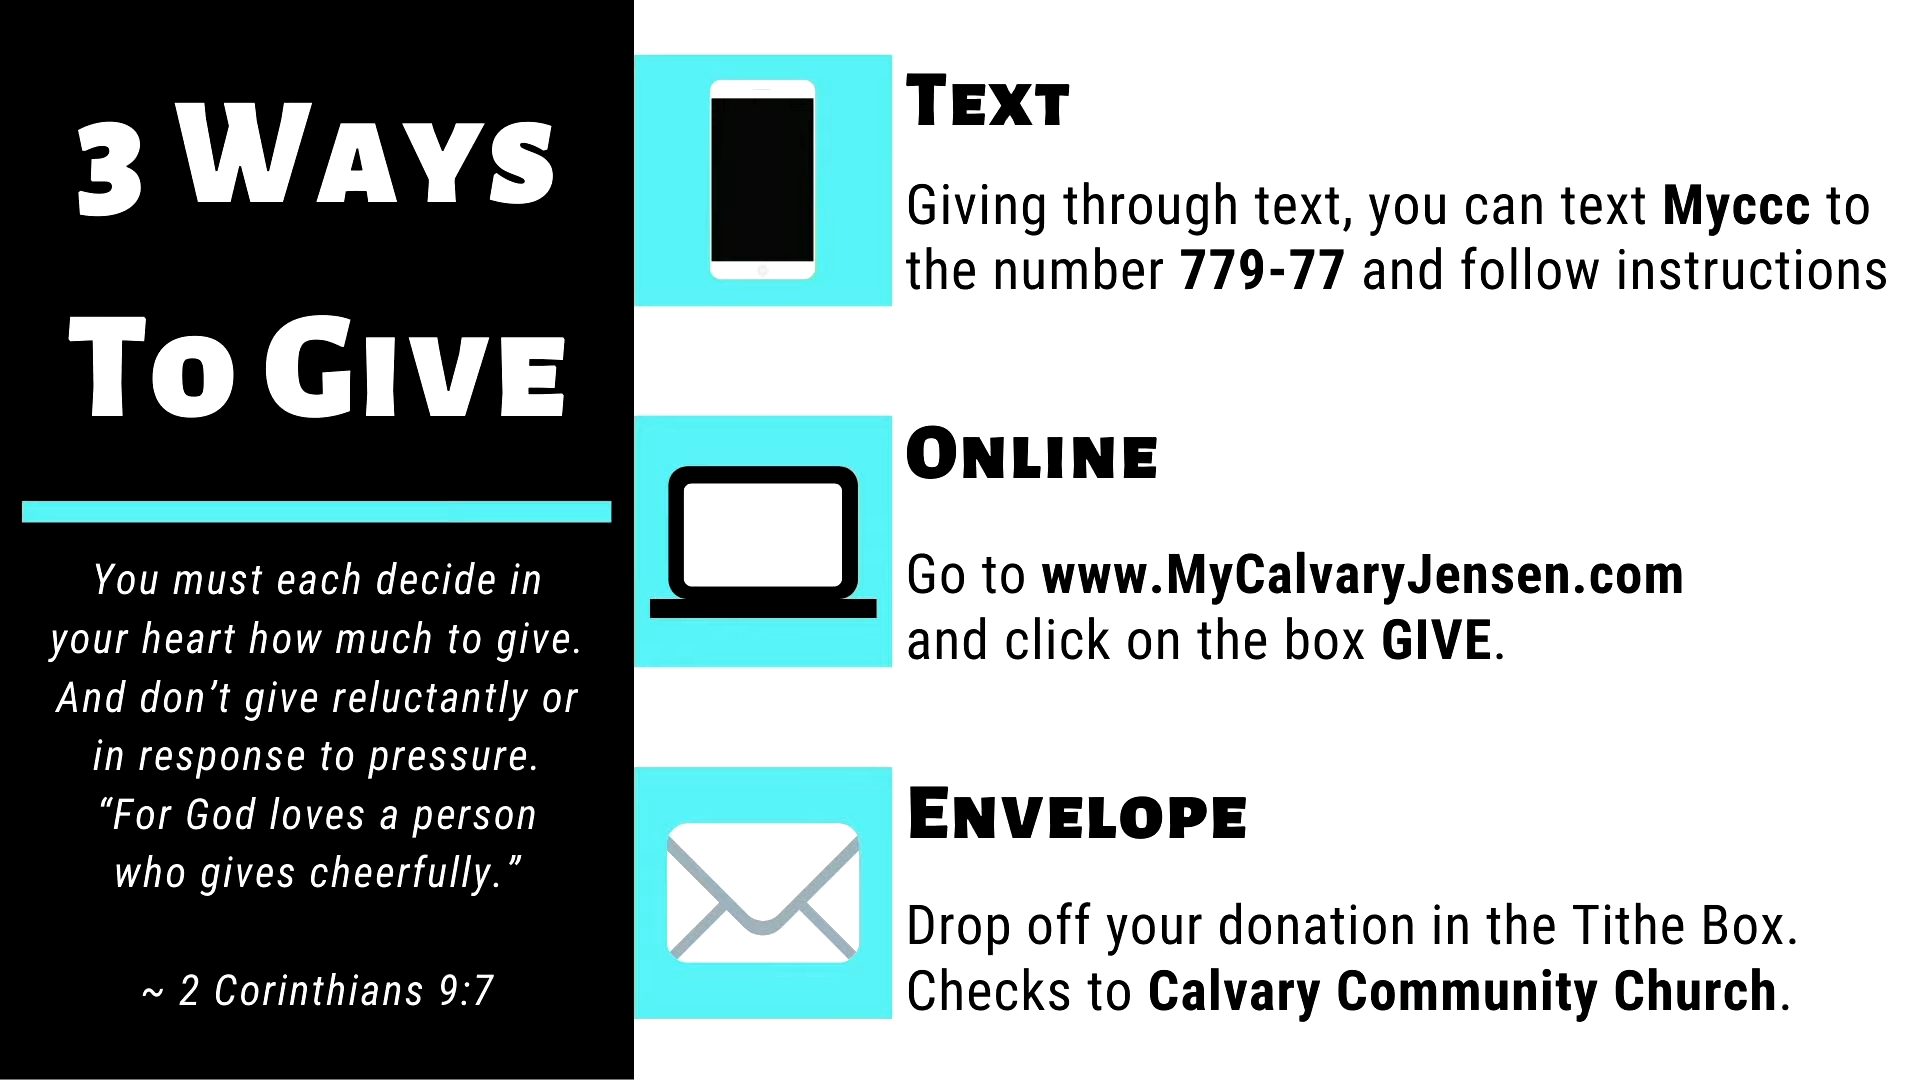 3 Ways
To Give
You must each decide in
your heart how much to give.
And don’t give reluctantly or
in response to pressure.
“For God loves a person
who gives cheerfully.”
~ 2 Corinthians 9:7
Text
Giving through text, you can text Myccc to
the number 779-77 and follow instructions
Online
Go to www.MyCalvaryJensen.com
and click on the box GIVE.
Envelope
Drop off your donation in the Tithe Box.
Checks to Calvary Community Church.